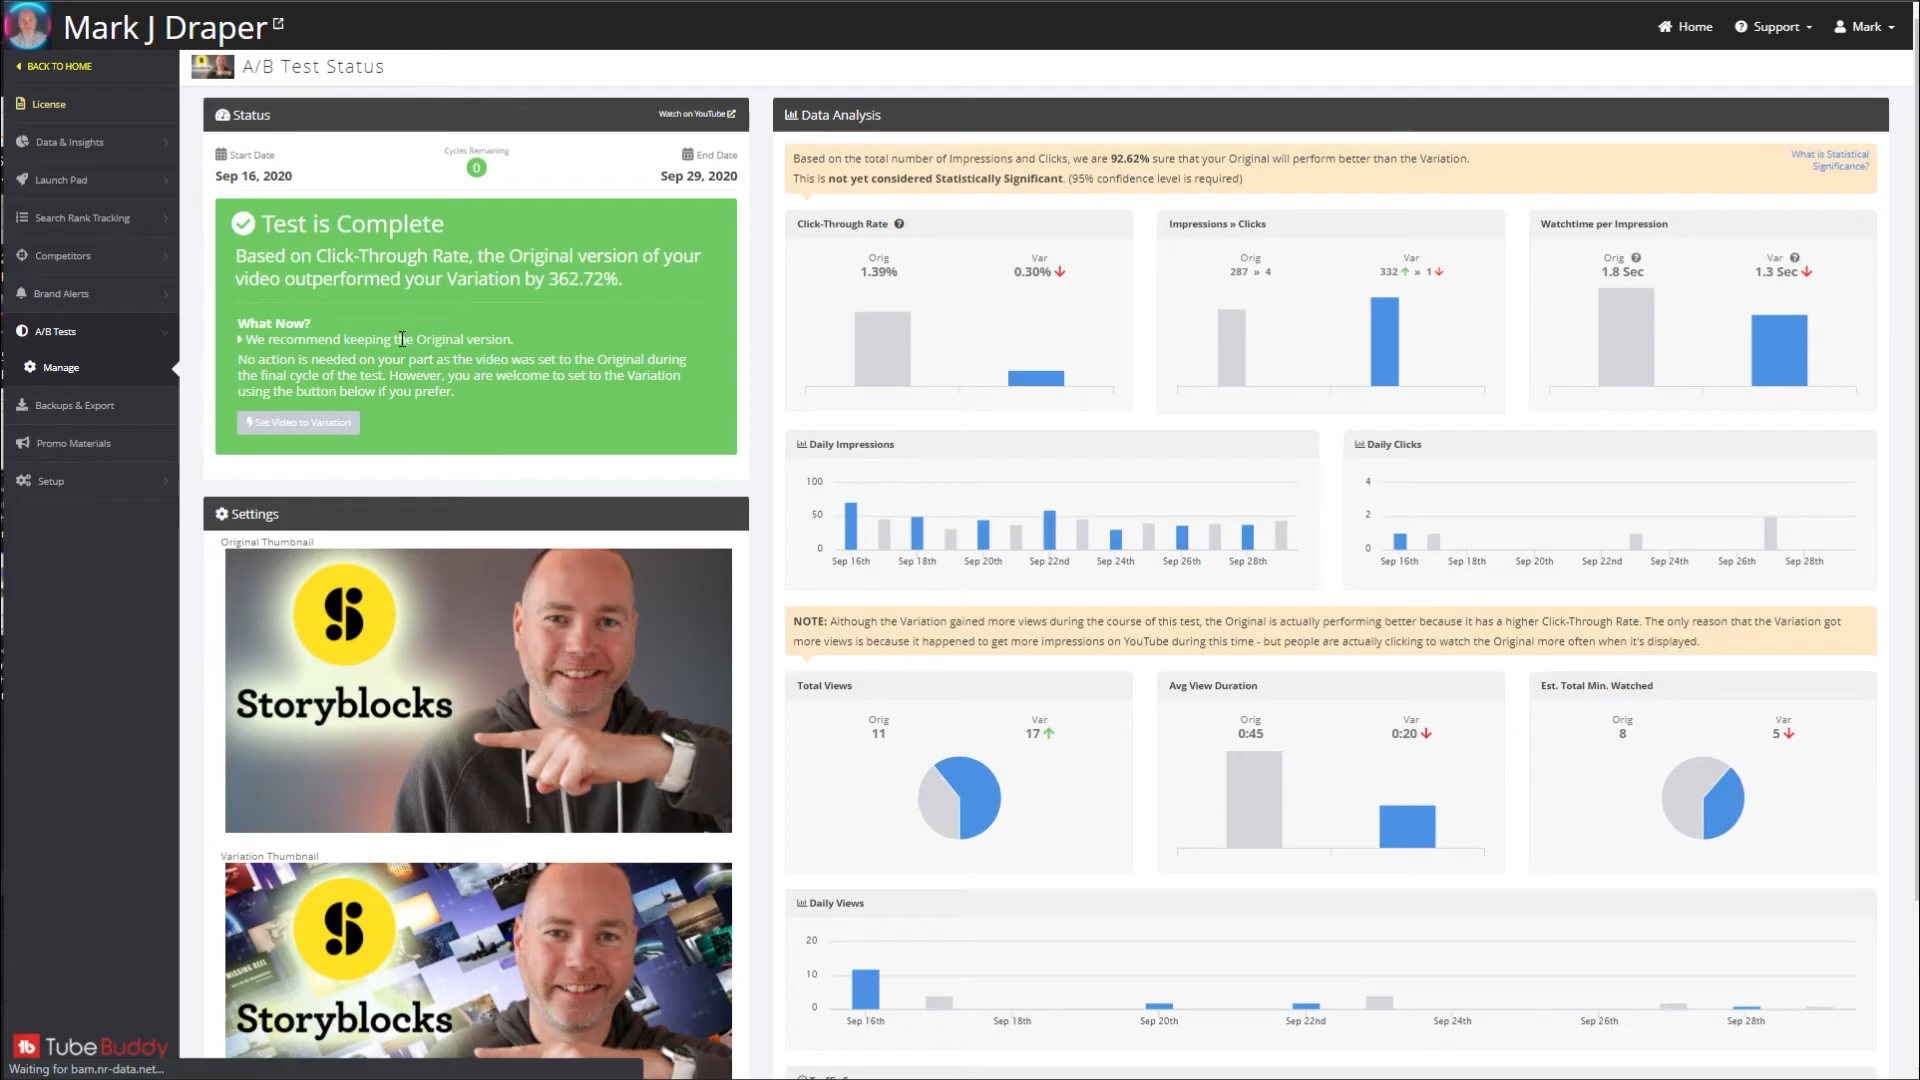 Mark J Draper
Home
Support
Mark
BACK TO HOME
License
Data & Insights
Launch Pad
Search Rank Tracking
Competitors
Brand Alerts
A/B Tests
Manage
Backups & Export
Promo Materials
Setup
TubeBuddy
Waiting for bam.nr-data.net...
A/B Test Status
Status
Watch on YouTube
Start Date
Sep 16, 2020
Cycles Remaining
0
End Date
Sep 29, 2020
Test is Complete
Based on Click-Through Rate, the Original version of your
video outperformed your Variation by 362.72%.
What Now?
We recommend keeping the Original version.
No action is needed on your part as the video was set to the Original during
the final cycle of the test. However, you are welcome to set to the Variation
using the button below if you prefer.
Set Video to Variation
Settings
Original Thumbnail
Storyblocks
Variation Thumbnail
MISSING BEES
Storyblocks
Data Analysis
Based on the total number of Impressions and Clicks, we are 92.62% sure that your Original will perform better than the Variation.
This is not yet considered Statistically Significant. (95% confidence level is required)
What is Statistical
Significance?
Click-Through Rate
Orig
1.39%
Var
0.30%
Impressions » Clicks
Orig
287 » 4
Var
332 » 1
Watchtime per Impression
Orig
1.8 Sec
Var
1.3 Sec
Daily Impressions
100
50
0
Sep 16th Sep 18th Sep 20th Sep 22nd Sep 24th Sep 26th Sep 28th
Daily Clicks
4
2
0
Sep 16th Sep 18th Sep 20th Sep 22nd Sep 24th Sep 26th Sep 28th
NOTE: Although the Variation gained more views during the course of this test, the Original is actually performing better because it has a higher Click-Through Rate. The only reason that the Variation got
more views is because it happened to get more impressions on YouTube during this time - but people are actually clicking to watch the Original more often when it's displayed.
Total Views
Orig
11
Var
17
Avg View Duration
Orig
0:45
Var
0:20
Est. Total Min. Watched
Orig
8
Var
5
Daily Views
20
10
0
Sep 16th Sep 18th Sep 20th Sep 22nd Sep 24th Sep 26th Sep 28th